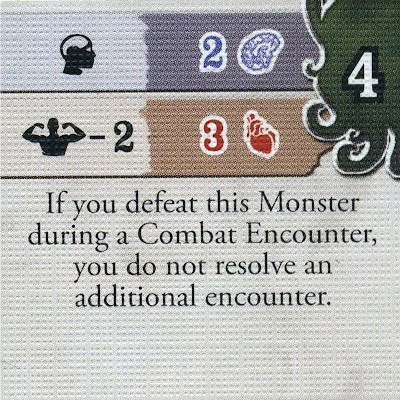 2
4
-2 3
If you defeat this Monster
during a Combat Encounter,
you do not resolve an
additional encounter.